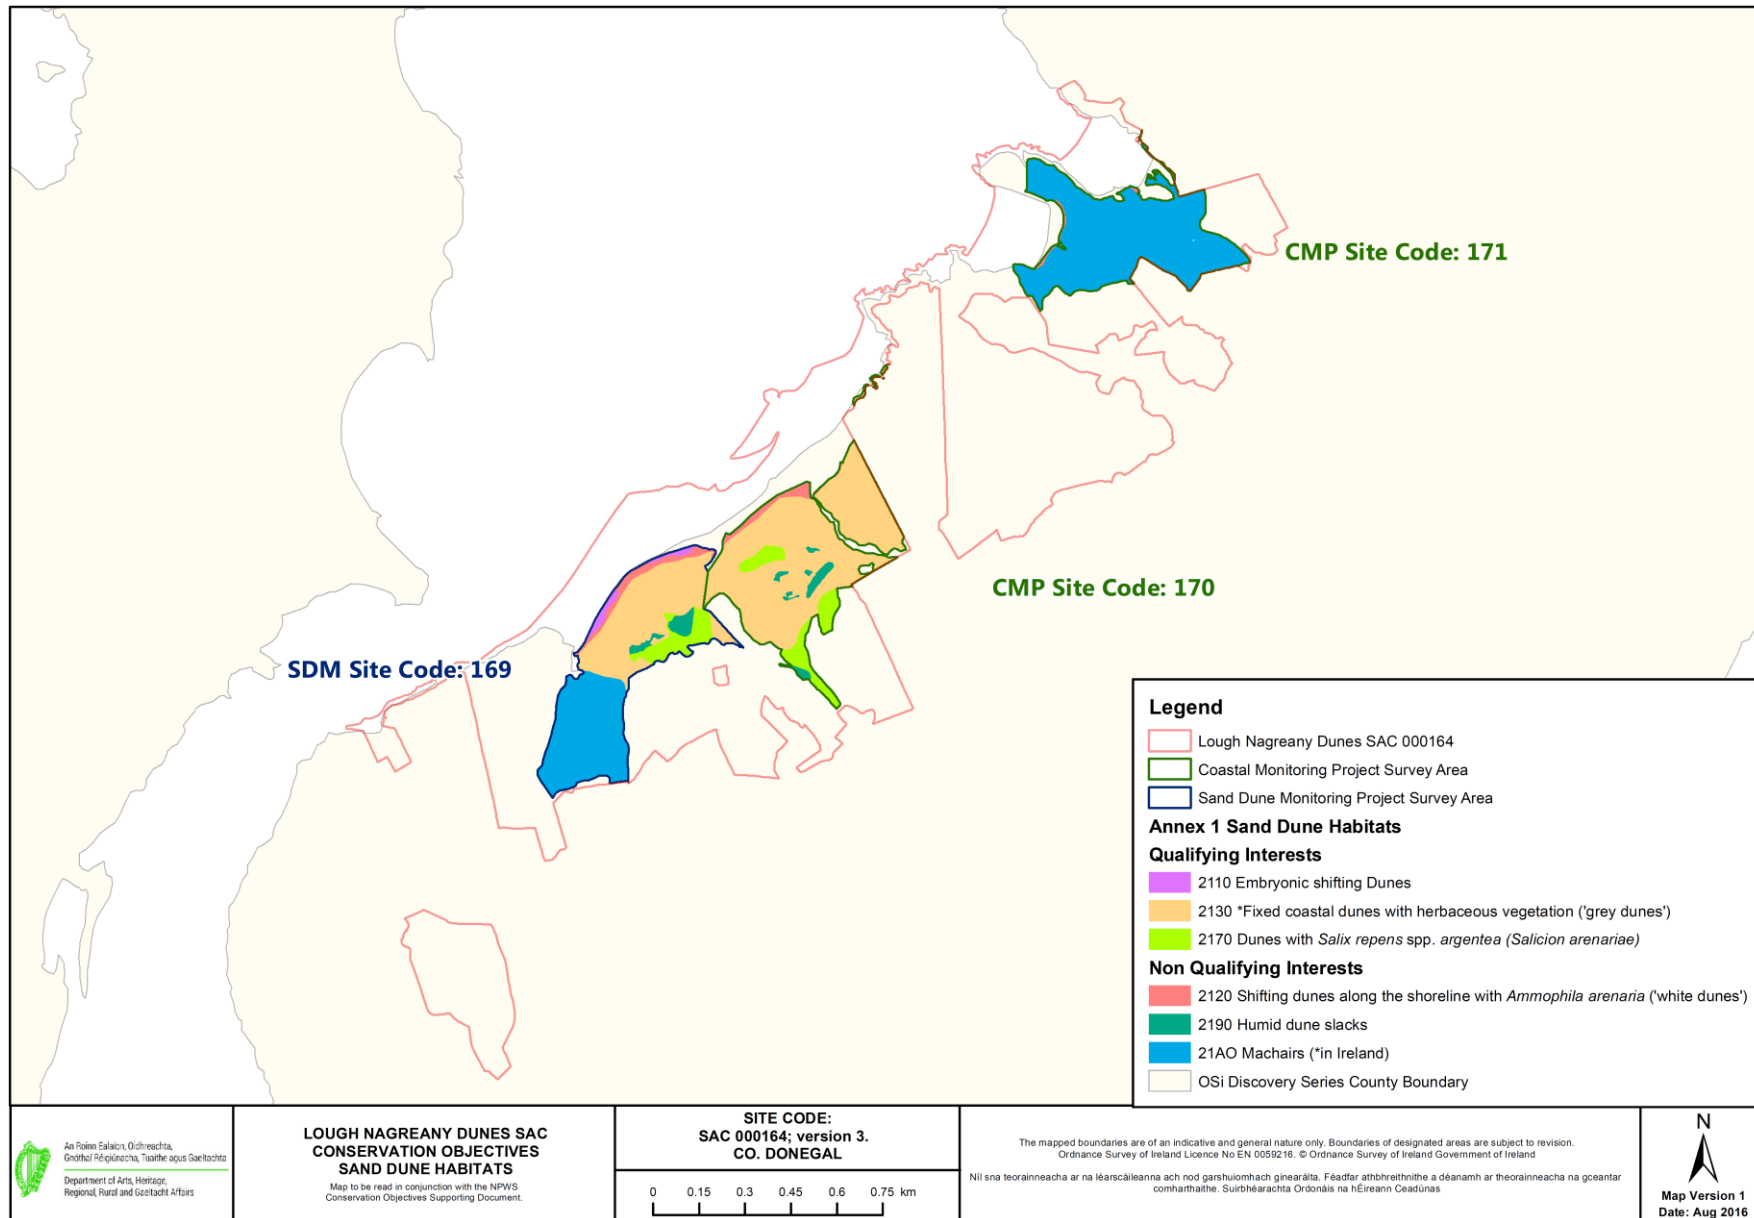 CMP Site Code: 171
CMP Site Code: 170
SDM Site Code: 169
Legend
Lough Nagreany Dunes SAC 000164
Coastal Monitoring Project Survey Area
Sand Dune Monitoring Project Survey Area
Annex 1 Sand Dune Habitats
Qualifying Interests
2110 Embryonic shifting Dunes
2130 *Fixed coastal dunes with herbaceous vegetation ('grey dunes')
2170 Dunes with Salix repens spp. argentea (Salicion arenariae)
Non Qualifying Interests
2120 Shifting dunes along the shoreline with Ammophila arenaria ('white dunes')
2190 Humid dune slacks
21AO Machairs (*in Ireland)
OSi Discovery Series County Boundary
An Roinn Ealaíon, Oidhreachta,
Gnóthaí Réigiúnacha, Tuaithe agus Gaeltachta
Department of Arts, Heritage,
Regional, Rural and Gaeltacht Affairs
LOUGH NAGREANY DUNES SAC
CONSERVATION OBJECTIVES
SAND DUNE HABITATS
Map to be read in conjunction with the NPWS
Conservation Objectives Supporting Document.
SITE CODE:
SAC 000164; version 3.
CO. DONEGAL
0 0.15 0.3 0.45 0.6 0.75 km
The mapped boundaries are of an indicative and general nature only. Boundaries of designated areas are subject to revision.
Ordnance Survey of Ireland Licence No EN 0059216. © Ordnance Survey of Ireland Government of Ireland
Níl sna teorainneacha ar na léarscáileanna ach nod garshuiomhach ginearálta. Féadfar athbhreithnithe a déanamh ar theorainneacha na gceantar
comharthaithe. Suirbhéarachta Ordonáis na hÉireann Ceadúnas
N
Map Version 1
Date: Aug 2016